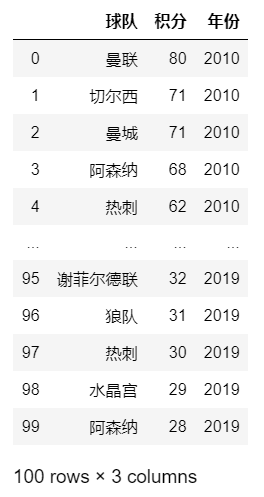 球队 积分 年份
0 曼联 80 2010
1 切尔西 71 2010
2 曼城 71 2010
3 阿森纳 68 2010
4 热刺 62 2010
... ... ... ...
95 谢菲尔德联 32 2019
96 狼队 31 2019
97 热刺 30 2019
98 水晶宫 29 2019
99 阿森纳 28 2019
100 rows × 3 columns